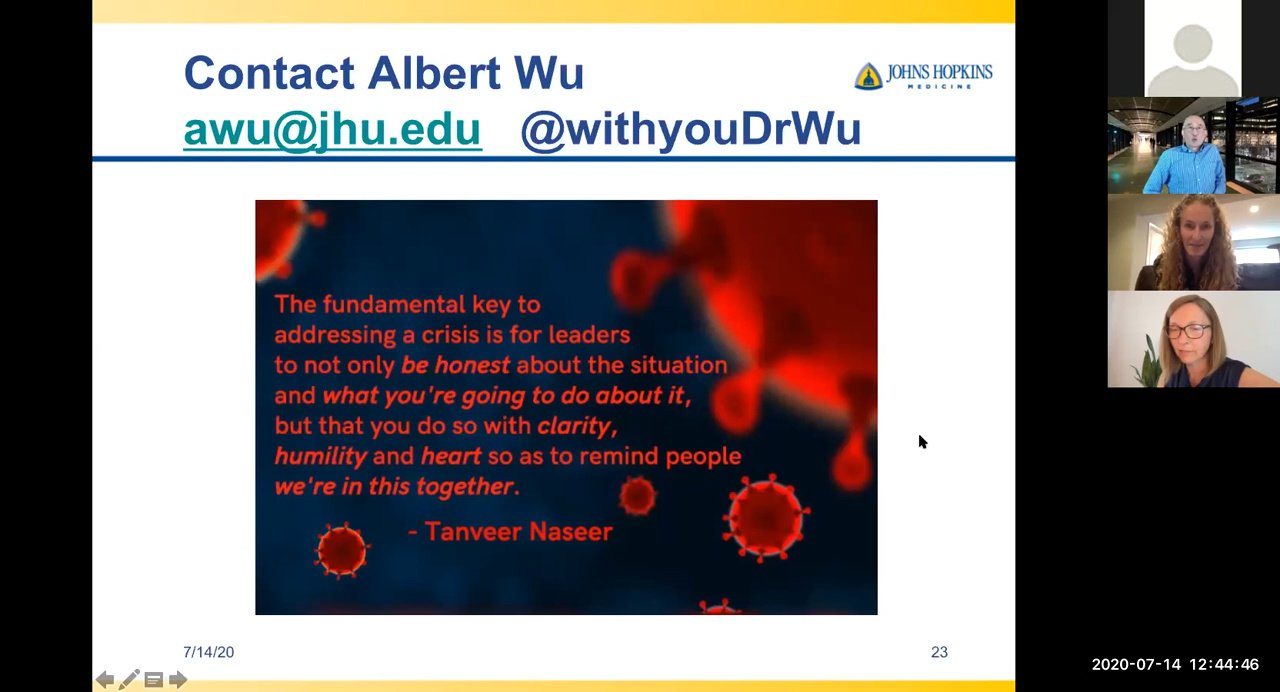 Contact Albert Wu
awu@jhu.edu @withyouDrWu
JOHNS HOPKINS
MEDICINE
The fundamental key to
addressing a crisis is for leaders
to not only be honest about the situation
and what you're going to do about it,
but that you do so with clarity,
humility and heart so as to remind people
we're in this together.
- Tanveer Naseer
7/14/20
23
2020-07-14 12:44:46